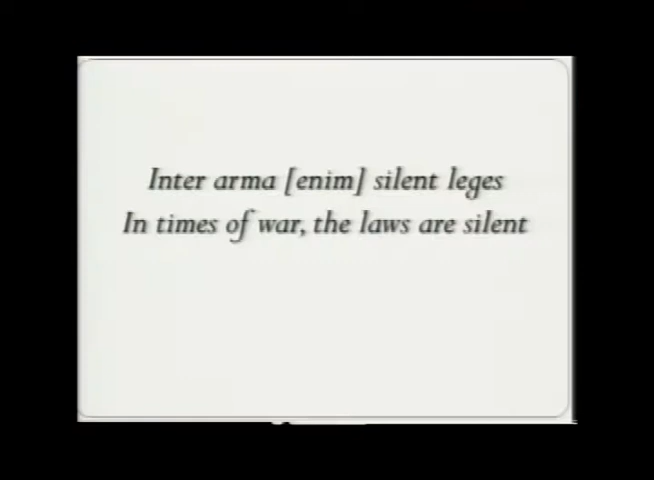 Inter arma [enim] silent leges
In times of war, the laws are silent